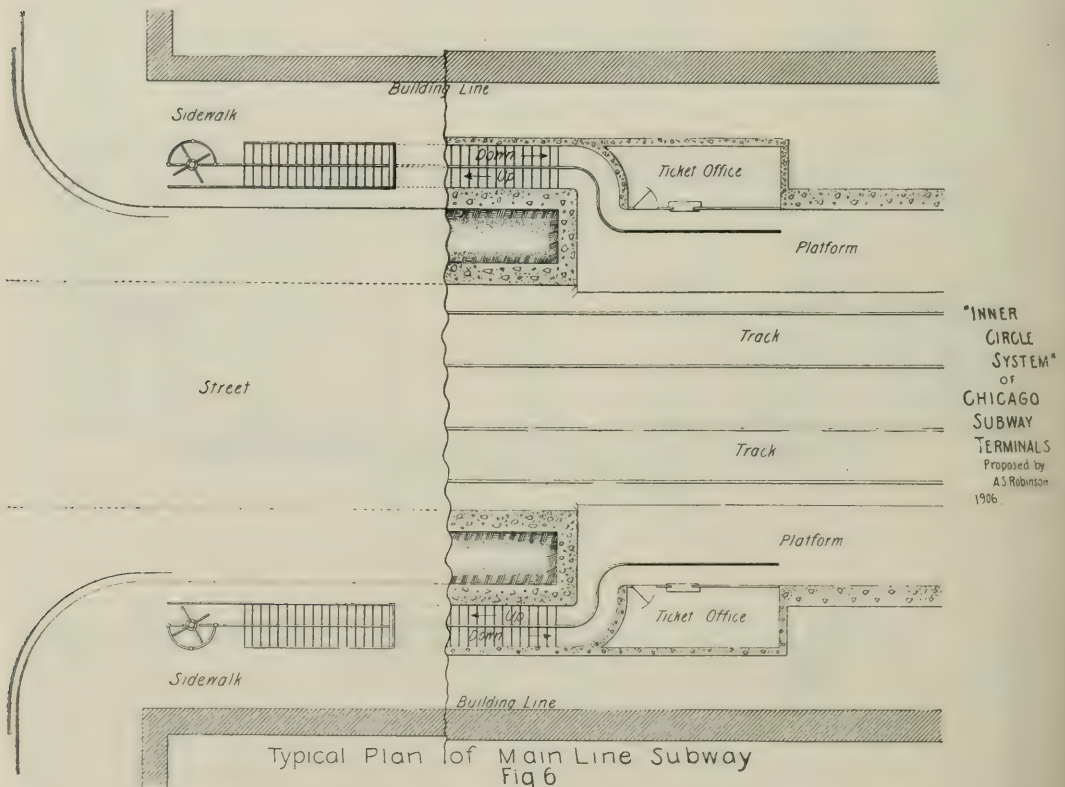 Building Line
Sidewalk
Down
Up
Ticket Office
Platform
Track
Street
Track
Platform
Up
Down
Ticket Office
Sidewalk
Building Line
Typical Plan of Main Line Subway
Fig 6
"INNER
CIRCLE
SYSTEM"
OF
CHICAGO
SUBWAY
TERMINALS
Proposed by
A S Robinson
1906.